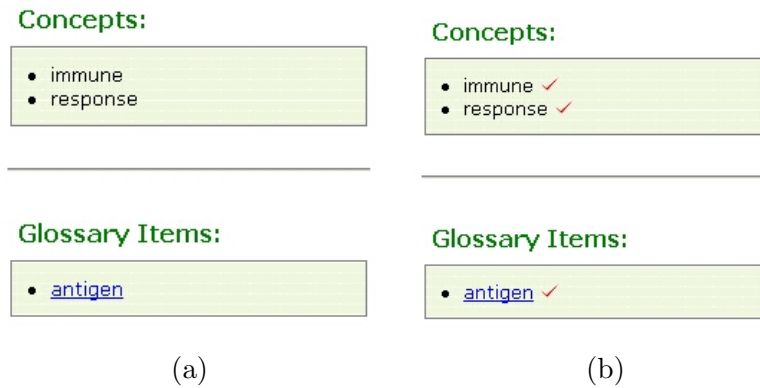 Concepts:
• immune
• response
Glossary Items:
• antigen
(a)
Concepts:
• immune ✓
• response ✓
Glossary Items:
• antigen ✓
(b)